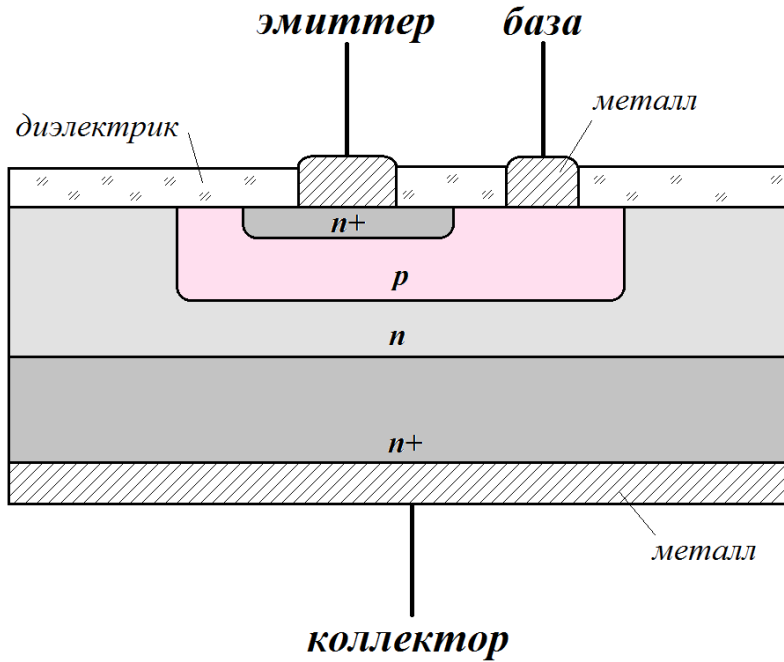 эмиттер
база
металл
диэлектрик
n+
p
n
n+
металл
коллектор